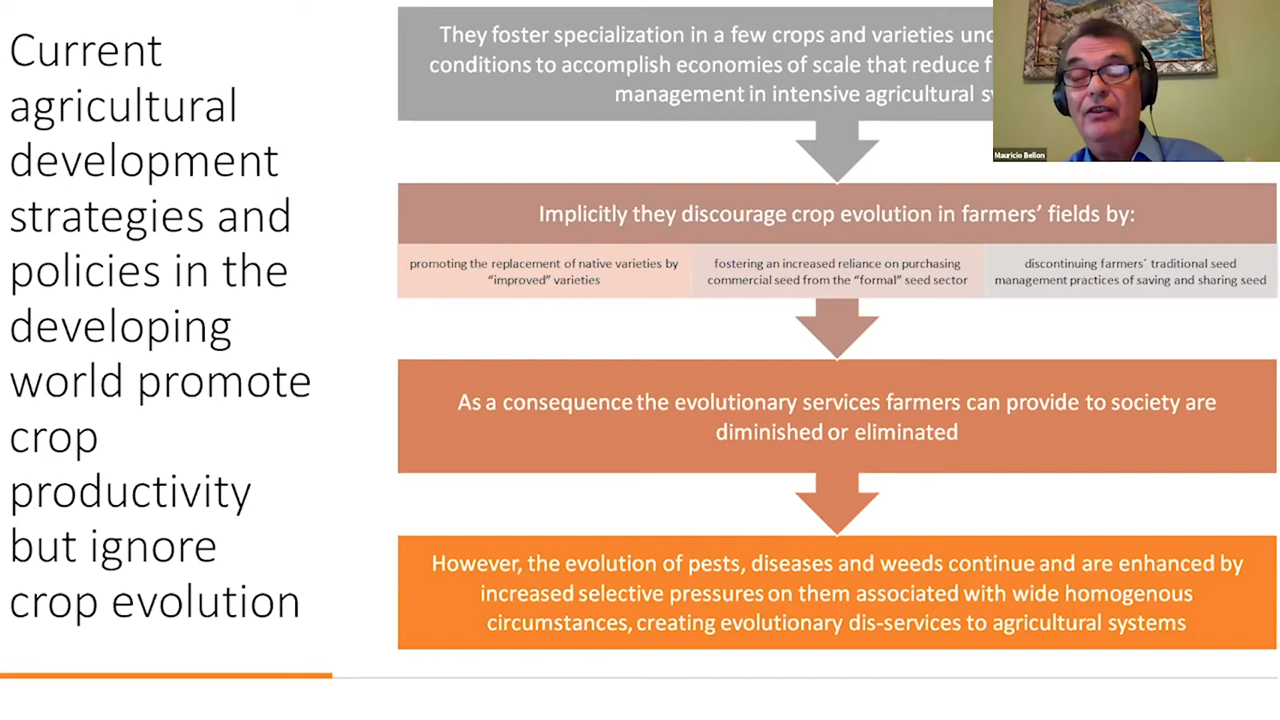 Current
agricultural
development
strategies and
policies in the
developing
world promote
crop
productivity
but ignore
crop evolution
They foster specialization in a few crops and varieties
conditions to accomplish economies of scale that reduce
management in intensive agricultural
Mauricio Bellon
Implicitly they discourage crop evolution in farmers’ fields by:
promoting the replacement of native varieties by
“improved” varieties
fostering an increased reliance on purchasing
commercial seed from the “formal” seed sector
discontinuing farmers´ traditional seed
management practices of saving and sharing seed
As a consequence the evolutionary services farmers can provide to society are
diminished or eliminated
However, the evolution of pests, diseases and weeds continue and are enhanced by
increased selective pressures on them associated with wide homogenous
circumstances, creating evolutionary dis-services to agricultural systems